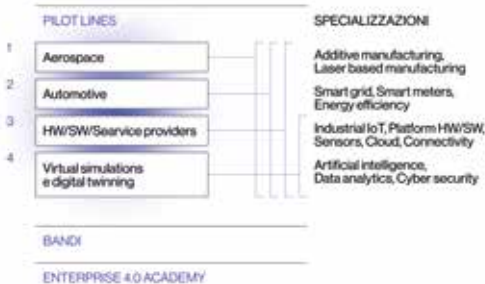 PILOT LINES
SPECIALIZZAZIONI
1
Aerospace
Additive manufacturing,
Laser based manufacturing
2
Automotive
Smart grid, Smart meters,
Energy efficiency
3
HW/SW/Searvice providers
Industrial IoT, Platform HW/SW,
Sensors, Cloud, Connectivity
4
Virtual simulations
e digital twinning
Artificial intelligence,
Data analytics, Cyber security
BANDI
ENTERPRISE 4.0 ACADEMY